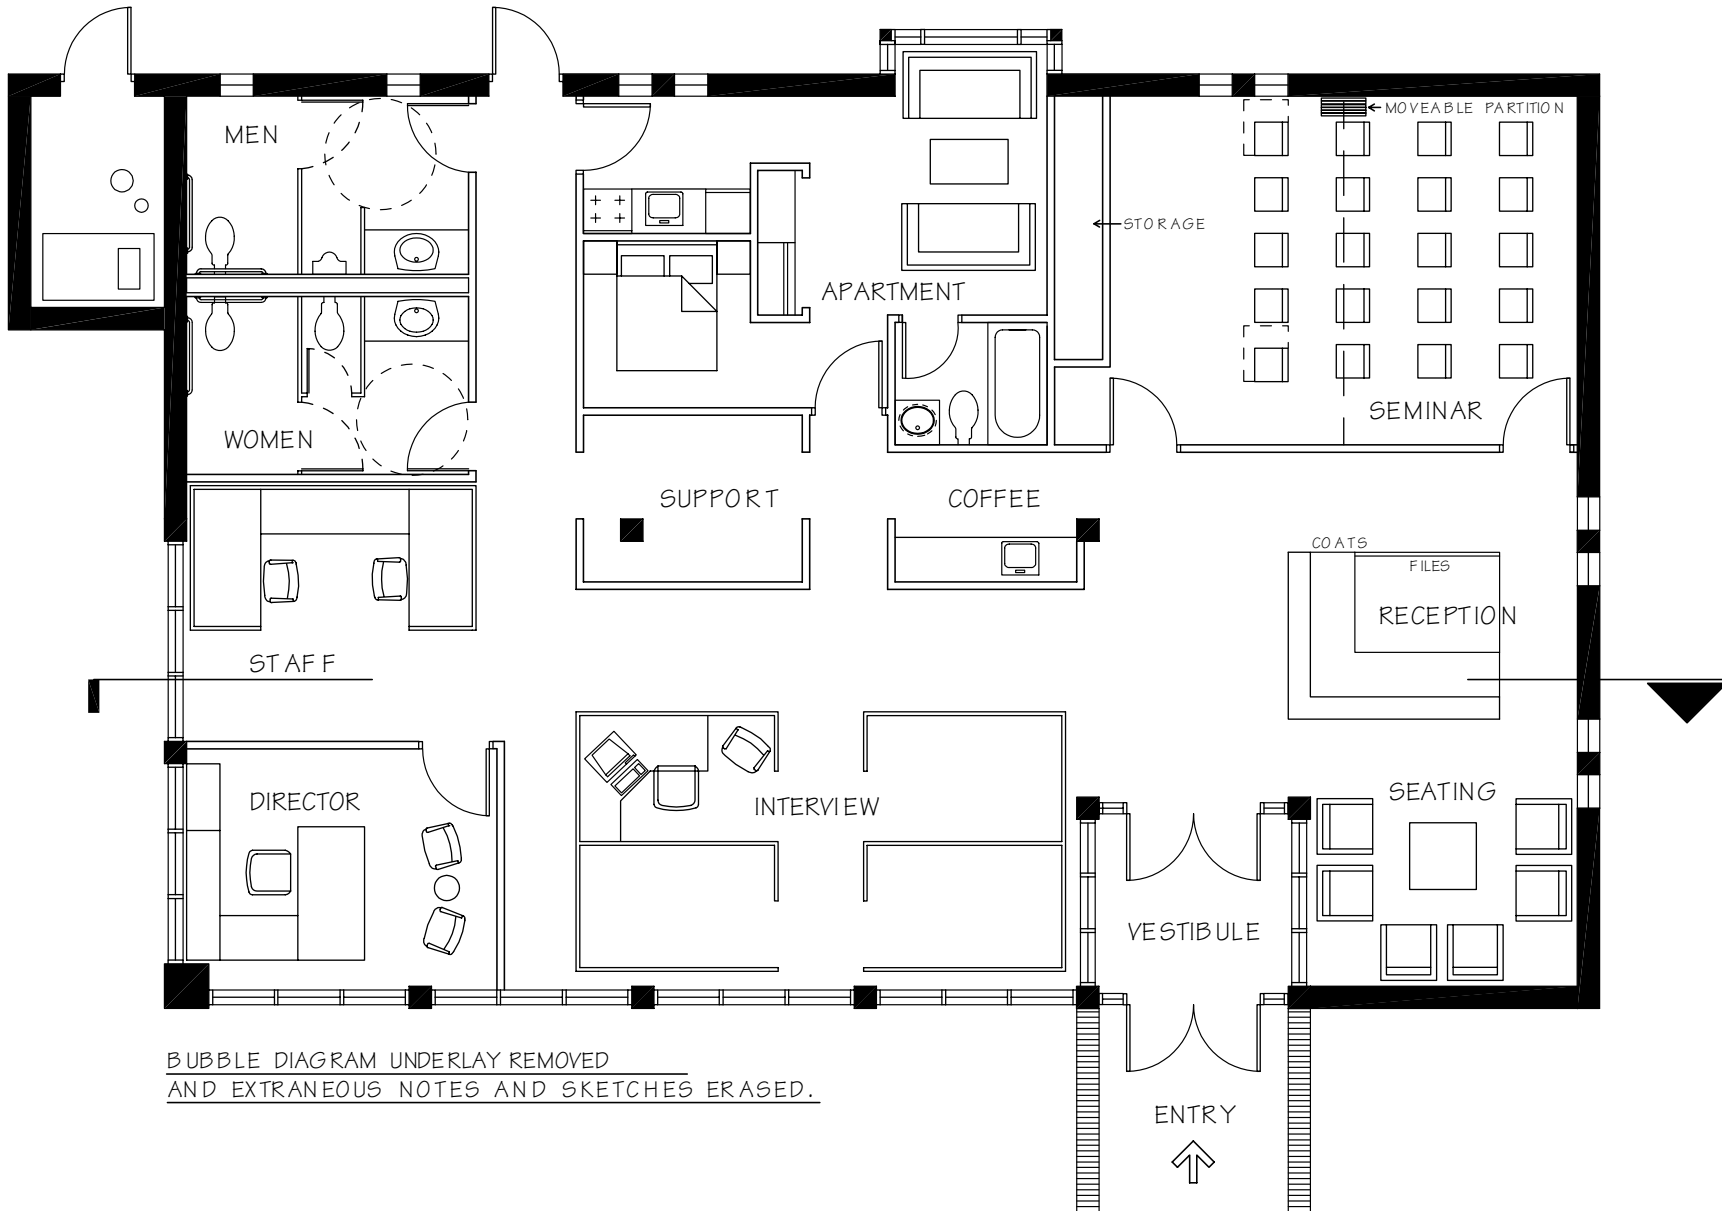 MEN
MOVEABLE PARTITION
STORAGE
APARTMENT
SEMINAR
WOMEN
SUPPORT
COFFEE
COATS
FILES
RECEPTION
STAFF
DIRECTOR
INTERVIEW
SEATING
VESTIBULE
BUBBLE DIAGRAM UNDERLAY REMOVED
AND EXTRANEOUS NOTES AND SKETCHES ERASED.
ENTRY